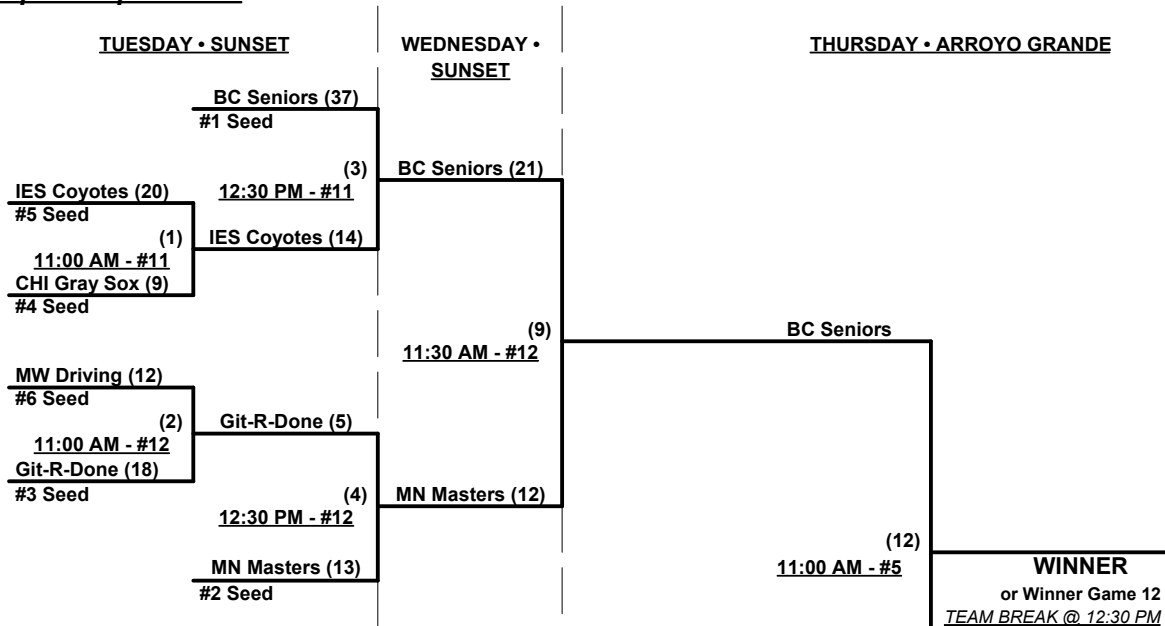 TUESDAY • SUNSET
WEDNESDAY •
SUNSET
THURSDAY • ARROYO GRANDE
BC Seniors (37)
#1 Seed
(3)
12:30 PM - #11
BC Seniors (21)
IES Coyotes (20)
#5 Seed
(1)
11:00 AM - #11
IES Coyotes (14)
CHI Gray Sox (9)
#4 Seed
(9)
11:30 AM - #12
BC Seniors
MW Driving (12)
#6 Seed
(2)
11:00 AM - #12
Git-R-Done (5)
Git-R-Done (18)
#3 Seed
(4)
12:30 PM - #12
MN Masters (12)
MN Masters (13)
#2 Seed
(12)
11:00 AM - #5
WINNER
or Winner Game 12
TEAM BREAK @ 12:30 PM